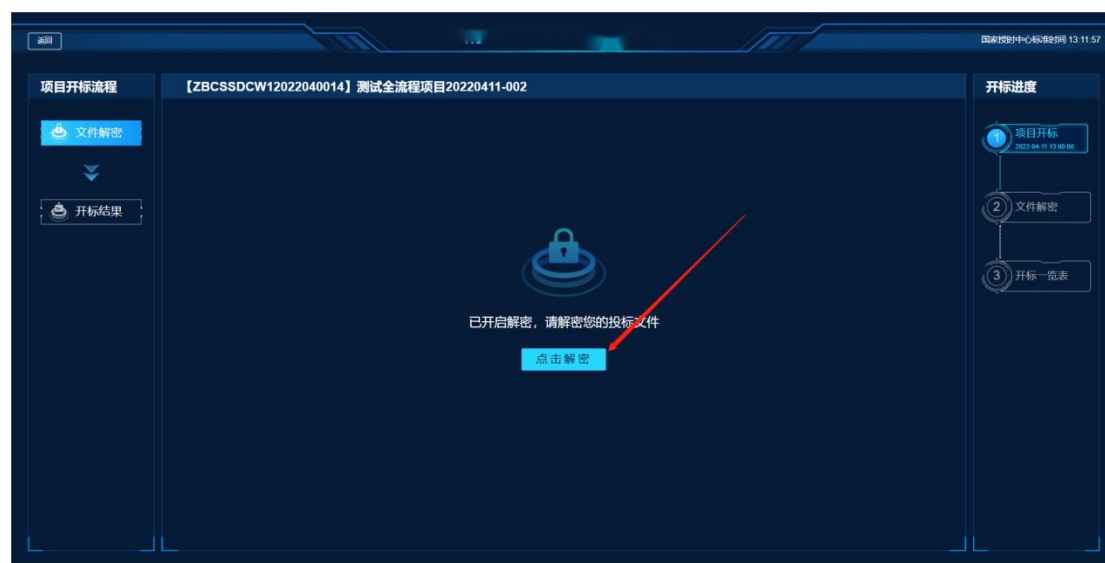 返回
国家授时中心标准时间 13:11:57
项目开标流程
【ZBCSSDCW12022040014】测试全流程项目20220411-002
开标进度
文件解密
开标结果
已开启解密，请解密您的投标文件
点击解密
1 项目开标
2022-04-11 13:00:00
2 文件解密
3 开标一览表